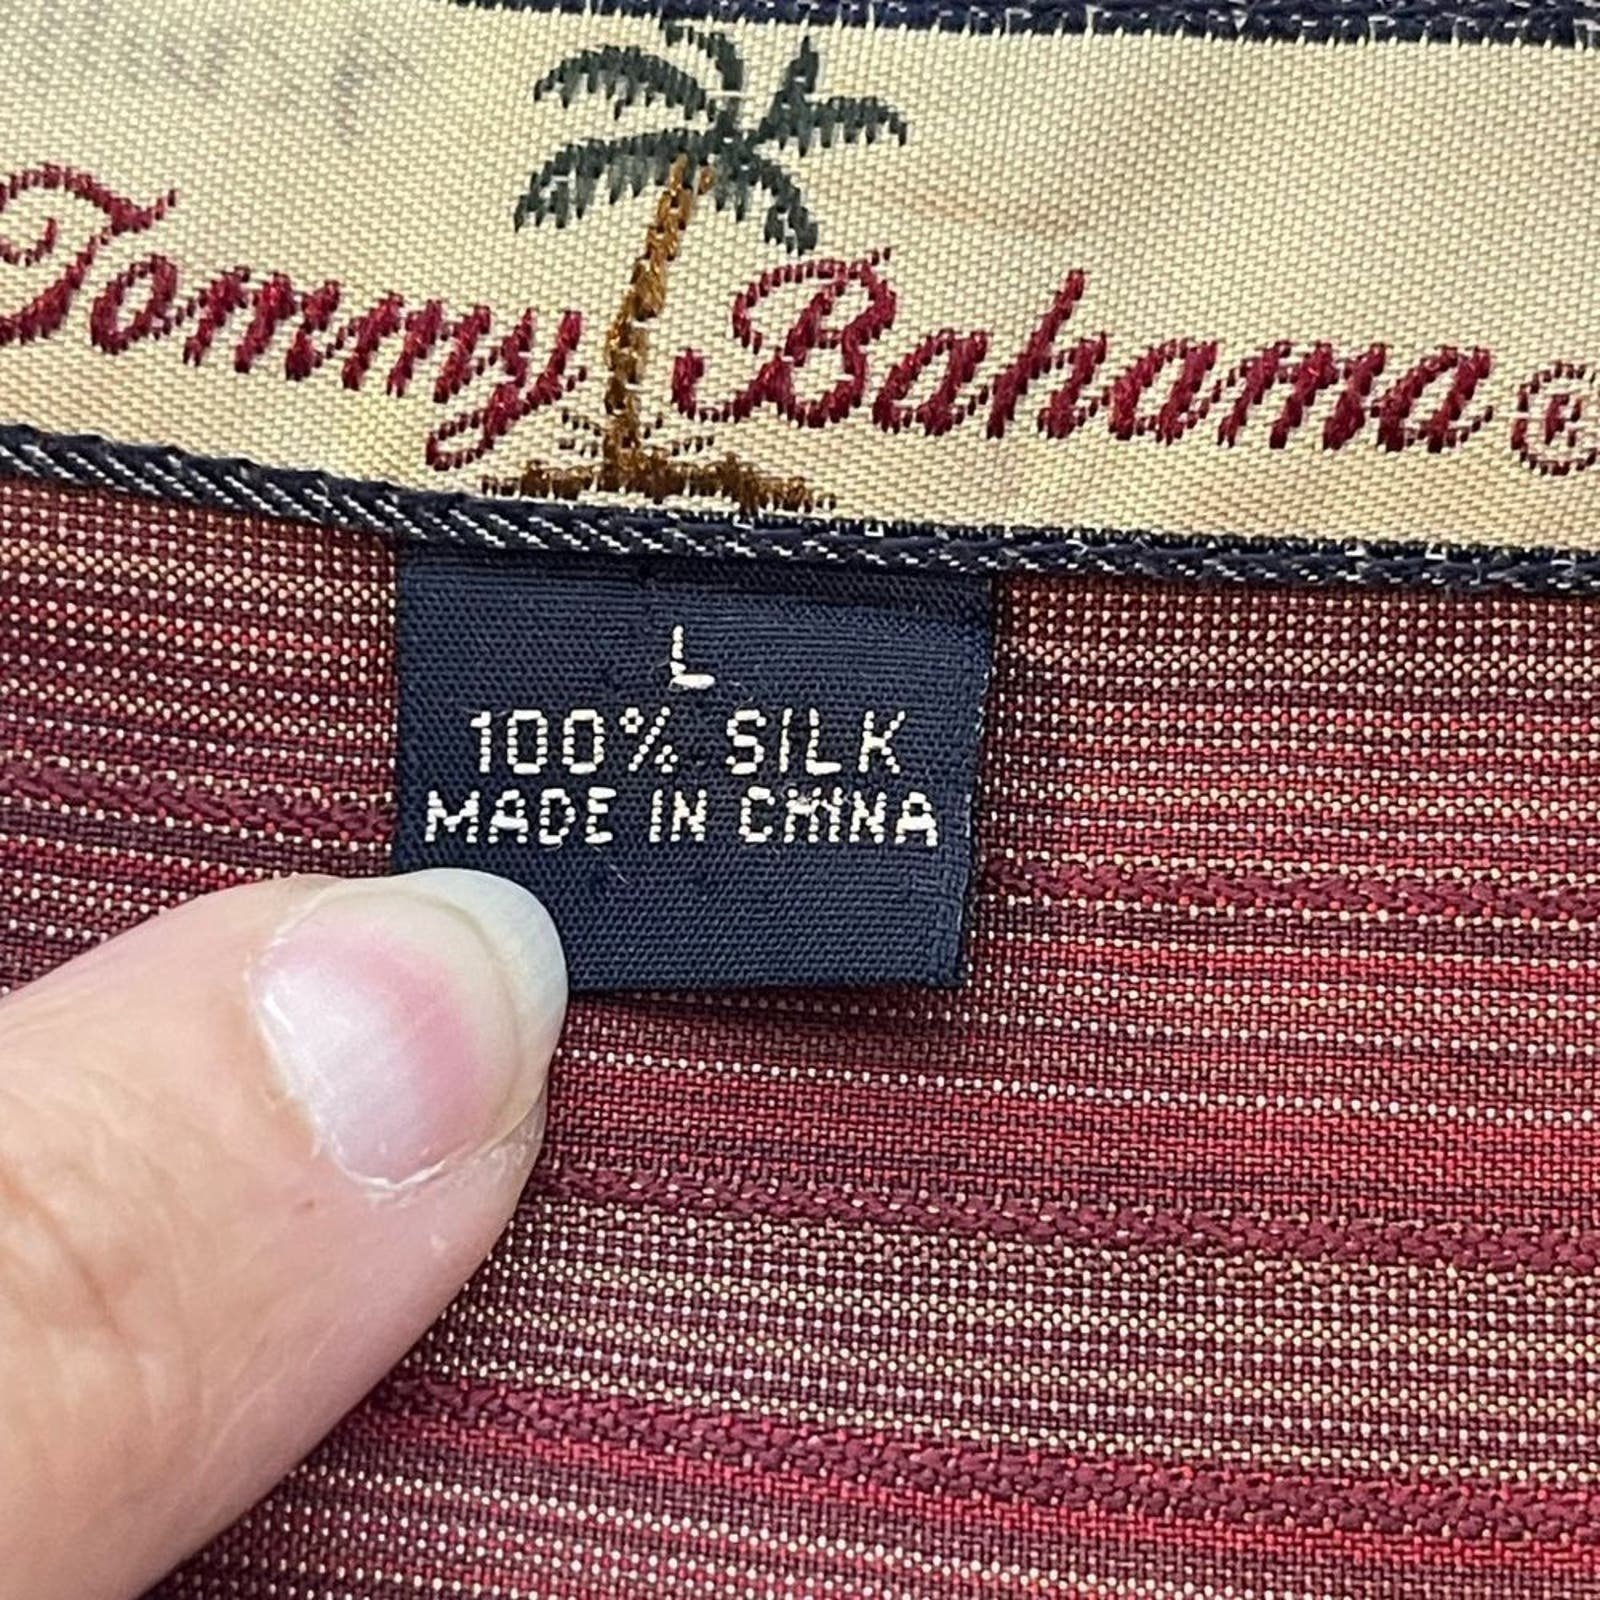 Tommy Bahama®
L
100% SILK
MADE IN CHINA